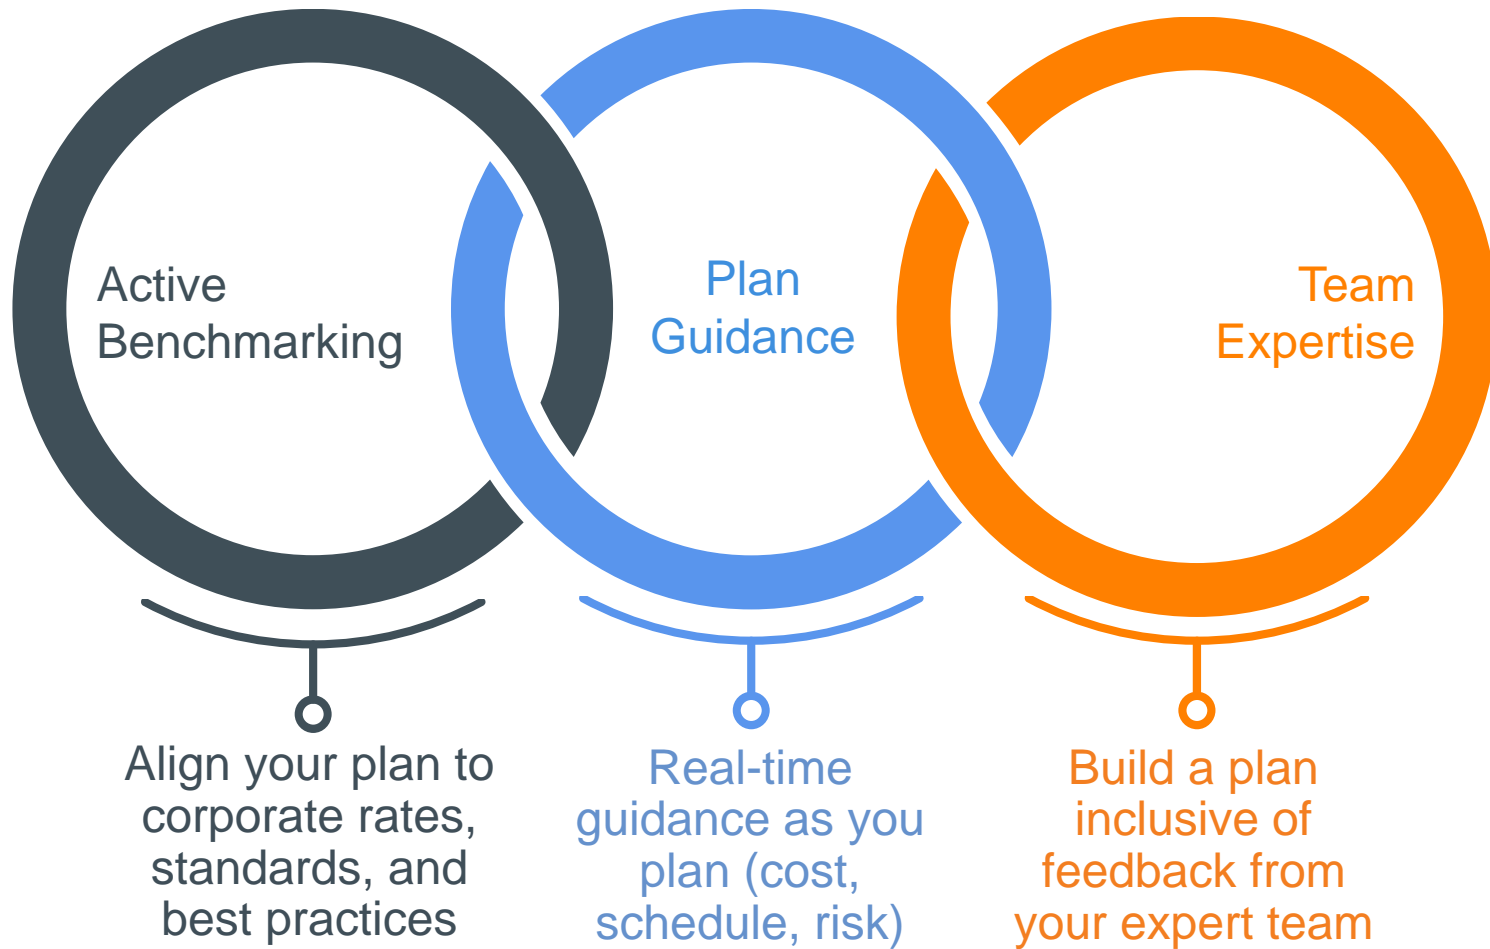 Active
Benchmarking
Plan
Guidance
Team
Expertise
Align your plan to
corporate rates,
standards, and
best practices
Real-time
guidance as you
plan (cost,
schedule, risk)
Build a plan
inclusive of
feedback from
your expert team